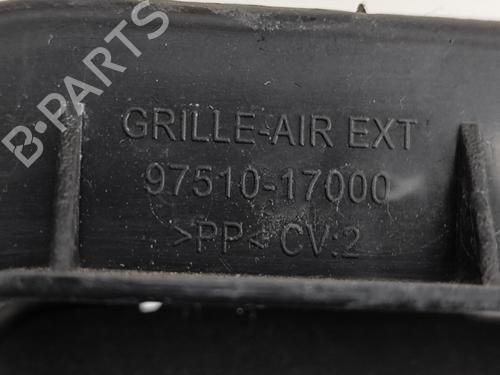 B-PARTS
GRILLE-AIR EXT
97510-17000
>PP< CV.2